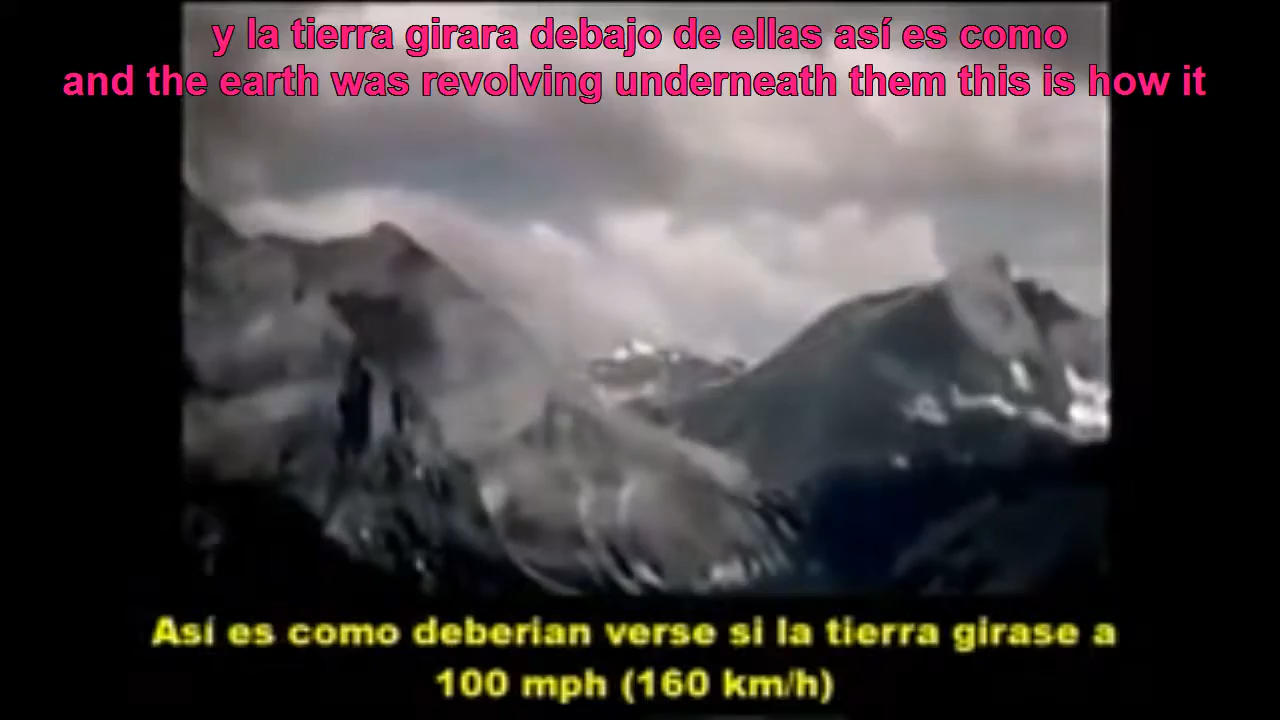 y la tierra girara debajo de ellas así es como
and the earth was revolving underneath them this is how it
Así es como deberian verse si la tierra girase a
100 mph (160 km/h)